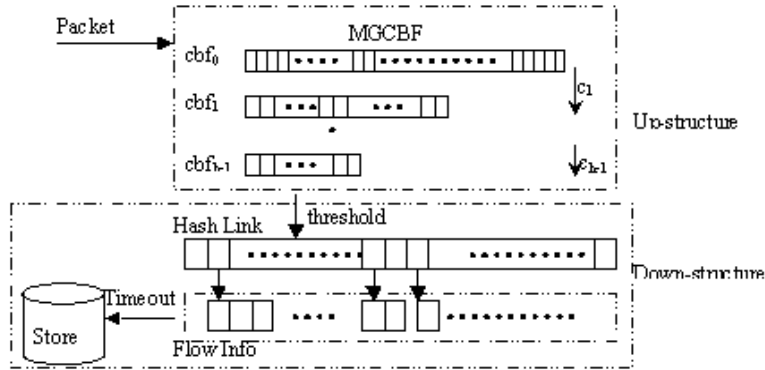 Packet
MGCBF
cbf0
c1
cbf1
Up-structure
cbfh-1
ch-1
threshold
Hash Link
Down-structure
Timeout
Store
Flow Info